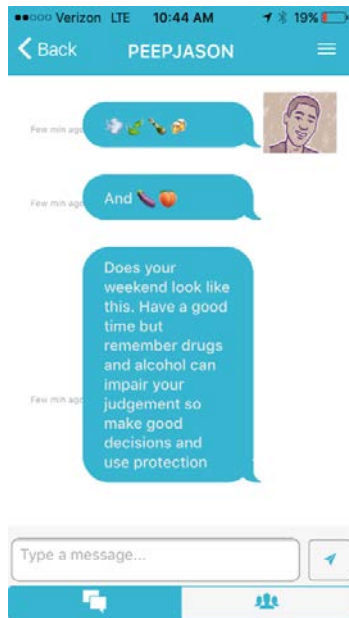 Verizon LTE 10:44 AM 19%
Back PEEPJASON
Few min ago
Few min ago
And
Does your
weekend look like
this. Have a good
time but
remember drugs
and alcohol can
impair your
Few min ago
judgement so
make good
decisions and
use protection
Type a message...